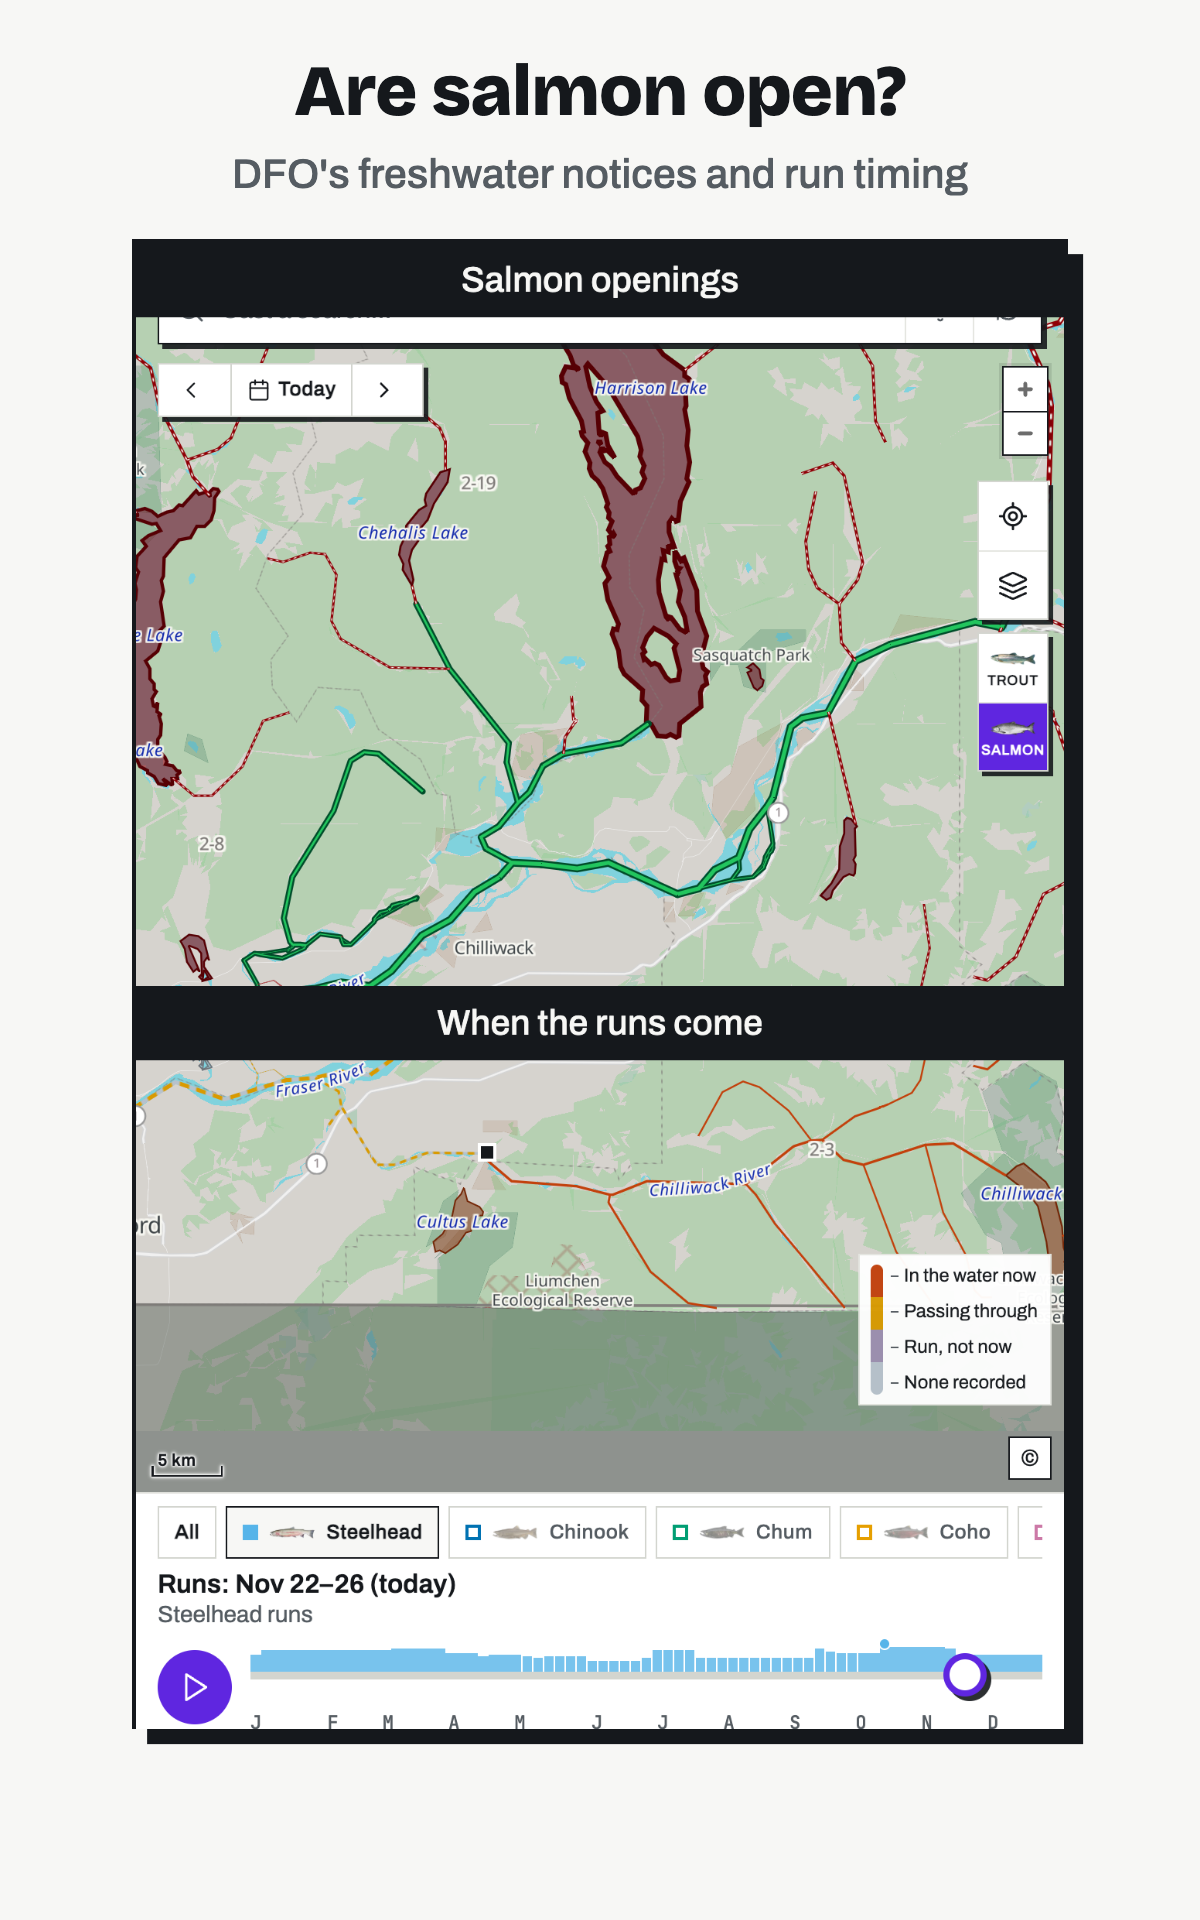 Are salmon open?
DFO's freshwater notices and run timing
Salmon openings
Today
Harrison Lake
+
−
k
2-19
Chehalis Lake
e Lake
Sasquatch Park
TROUT
SALMON
ake
1
2-8
Chilliwack
River
When the runs come
Fraser River
1
2-3
Chilliwack River
Chilliwack
Cultus Lake
ord
Liumchen
Ecological Reserve
– In the water now
– Passing through
– Run, not now
– None recorded
5 km
©
All
Steelhead
Chinook
Chum
Coho
Runs: Nov 22–26 (today)
Steelhead runs
J F M A M J J A S O N D